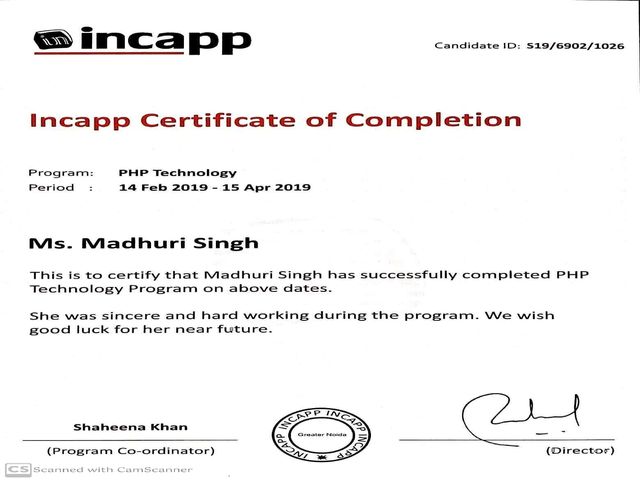 incapp
Candidate ID: S19/6902/1026
Incapp Certificate of Completion
Program: PHP Technology
Period : 14 Feb 2019 - 15 Apr 2019
Ms. Madhuri Singh
This is to certify that Madhuri Singh has successfully completed PHP
Technology Program on above dates.
She was sincere and hard working during the program. We wish
good luck for her near future.
Shaheena Khan
(Program Co-ordinator)
INCAPP INCAPP INCAPP INCAPP
Greater Noida
(Director)
CS Scanned with CamScanner